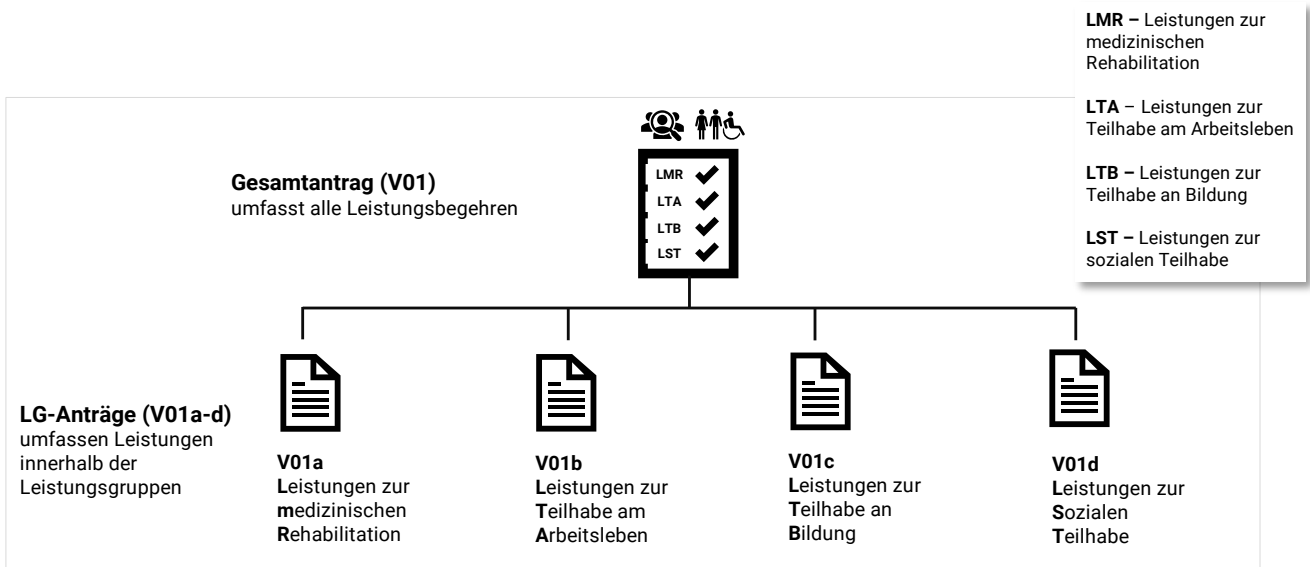 LMR – Leistungen zur
medizinischen
Rehabilitation
LTA – Leistungen zur
Teilhabe am Arbeitsleben
LTB – Leistungen zur
Teilhabe an Bildung
LST – Leistungen zur
sozialen Teilhabe
Gesamtantrag (V01)
umfasst alle Leistungsbegehren
LMR
LTA
LTB
LST
LG-Anträge (V01a-d)
umfassen Leistungen
innerhalb der
Leistungsgruppen
V01a
Leistungen zur
medizinischen
Rehabilitation
V01b
Leistungen zur
Teilhabe am
Arbeitsleben
V01c
Leistungen zur
Teilhabe an
Bildung
V01d
Leistungen zur
Sozialen
Teilhabe